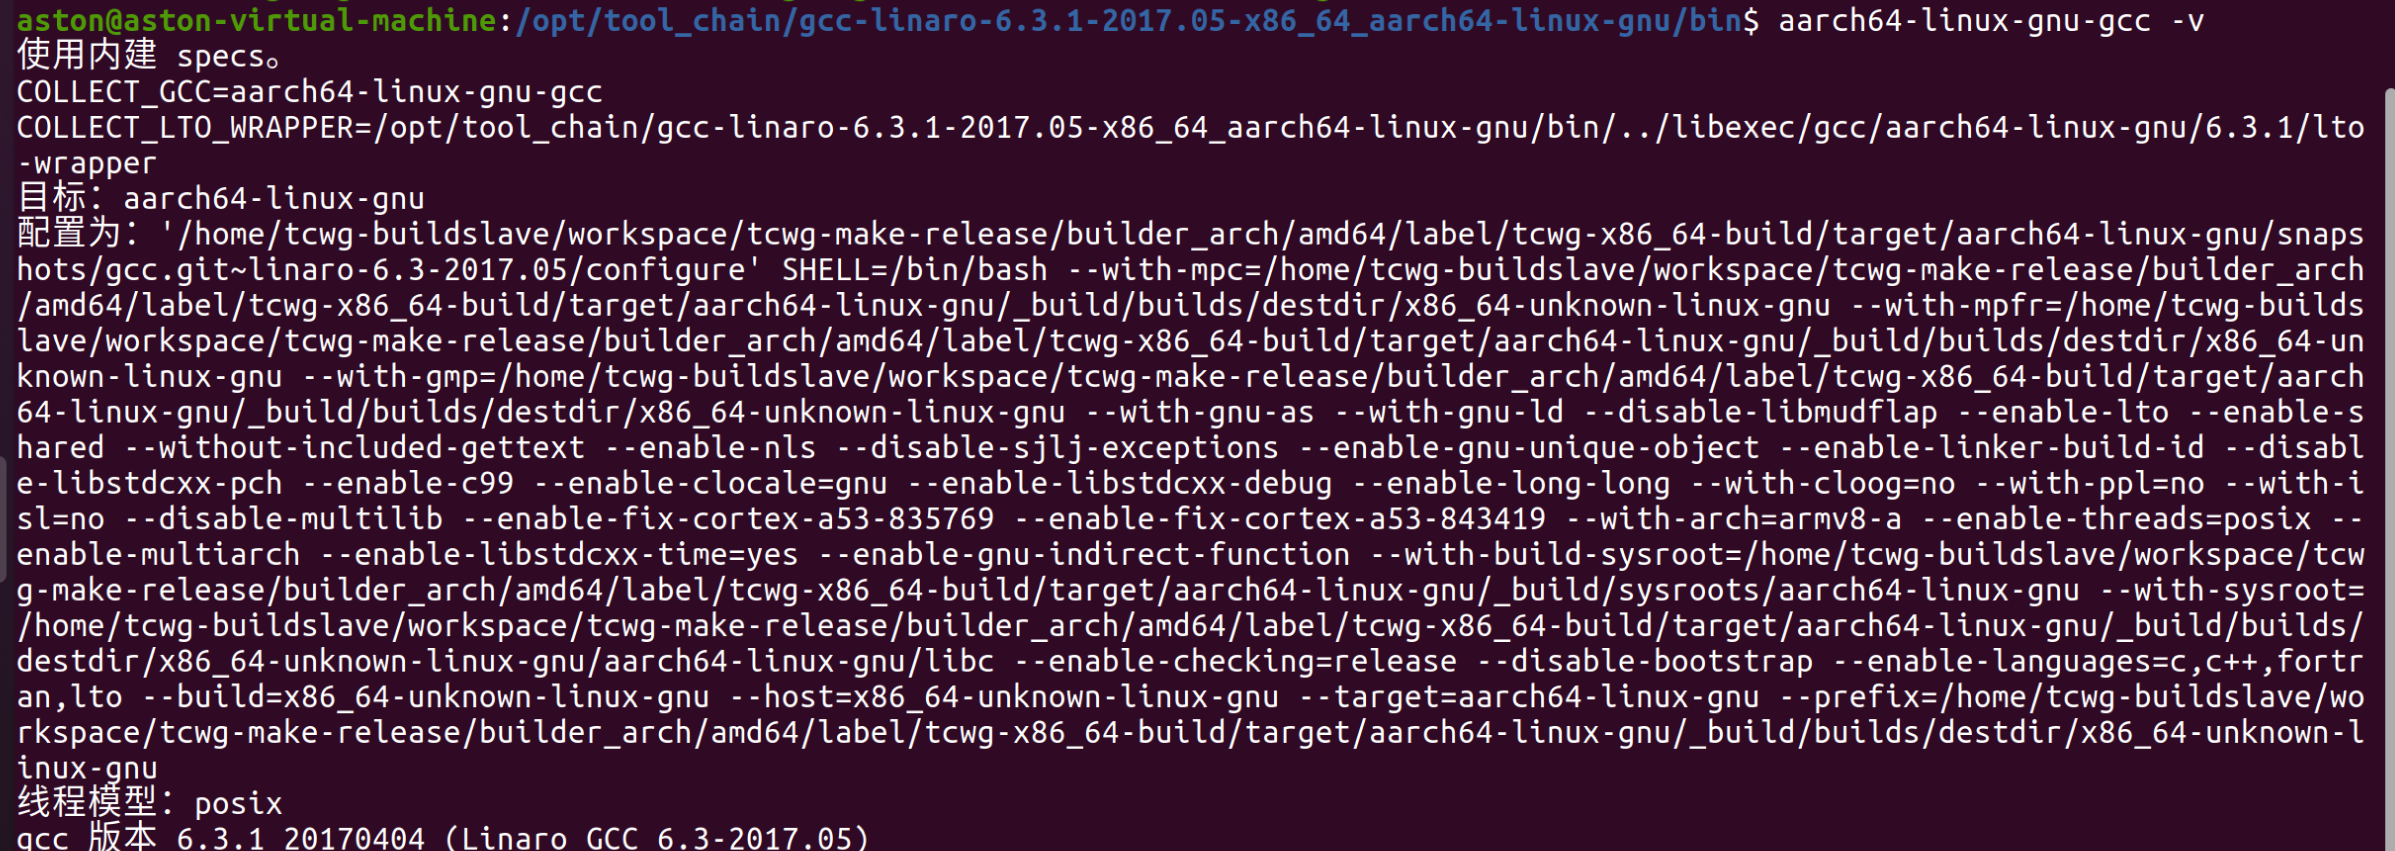 aston@aston-virtual-machine:/opt/tool_chain/gcc-linaro-6.3.1-2017.05-x86_64_aarch64-linux-gnu/bin$ aarch64-linux-gnu-gcc -v
使用内建 specs。
COLLECT_GCC=aarch64-linux-gnu-gcc
COLLECT_LTO_WRAPPER=/opt/tool_chain/gcc-linaro-6.3.1-2017.05-x86_64_aarch64-linux-gnu/bin/../libexec/gcc/aarch64-linux-gnu/6.3.1/lto
-wrapper
目标：aarch64-linux-gnu
配置为：'/home/tcwg-buildslave/workspace/tcwg-make-release/builder_arch/amd64/label/tcwg-x86_64-build/target/aarch64-linux-gnu/snaps
hots/gcc.git~linaro-6.3-2017.05/configure' SHELL=/bin/bash --with-mpc=/home/tcwg-buildslave/workspace/tcwg-make-release/builder_arch
/amd64/label/tcwg-x86_64-build/target/aarch64-linux-gnu/_build/builds/destdir/x86_64-unknown-linux-gnu --with-mpfr=/home/tcwg-builds
lave/workspace/tcwg-make-release/builder_arch/amd64/label/tcwg-x86_64-build/target/aarch64-linux-gnu/_build/builds/destdir/x86_64-un
known-linux-gnu --with-gmp=/home/tcwg-buildslave/workspace/tcwg-make-release/builder_arch/amd64/label/tcwg-x86_64-build/target/aarch
64-linux-gnu/_build/builds/destdir/x86_64-unknown-linux-gnu --with-gnu-as --with-gnu-ld --disable-libmudflap --enable-lto --enable-s
hared --without-included-gettext --enable-nls --disable-sjlj-exceptions --enable-gnu-unique-object --enable-linker-build-id --disabl
e-libstdcxx-pch --enable-c99 --enable-clocale=gnu --enable-libstdcxx-debug --enable-long-long --with-cloog=no --with-ppl=no --with-i
sl=no --disable-multilib --enable-fix-cortex-a53-835769 --enable-fix-cortex-a53-843419 --with-arch=armv8-a --enable-threads=posix --
enable-multiarch --enable-libstdcxx-time=yes --enable-gnu-indirect-function --with-build-sysroot=/home/tcwg-buildslave/workspace/tcw
g-make-release/builder_arch/amd64/label/tcwg-x86_64-build/target/aarch64-linux-gnu/_build/sysroots/aarch64-linux-gnu --with-sysroot=
/home/tcwg-buildslave/workspace/tcwg-make-release/builder_arch/amd64/label/tcwg-x86_64-build/target/aarch64-linux-gnu/_build/builds/
destdir/x86_64-unknown-linux-gnu/aarch64-linux-gnu/libc --enable-checking=release --disable-bootstrap --enable-languages=c,c++,fortr
an,lto --build=x86_64-unknown-linux-gnu --host=x86_64-unknown-linux-gnu --target=aarch64-linux-gnu --prefix=/home/tcwg-buildslave/wo
rkspace/tcwg-make-release/builder_arch/amd64/label/tcwg-x86_64-build/target/aarch64-linux-gnu/_build/builds/destdir/x86_64-unknown-l
inux-gnu
线程模型：posix
gcc 版本 6.3.1 20170404 (Linaro GCC 6.3-2017.05)